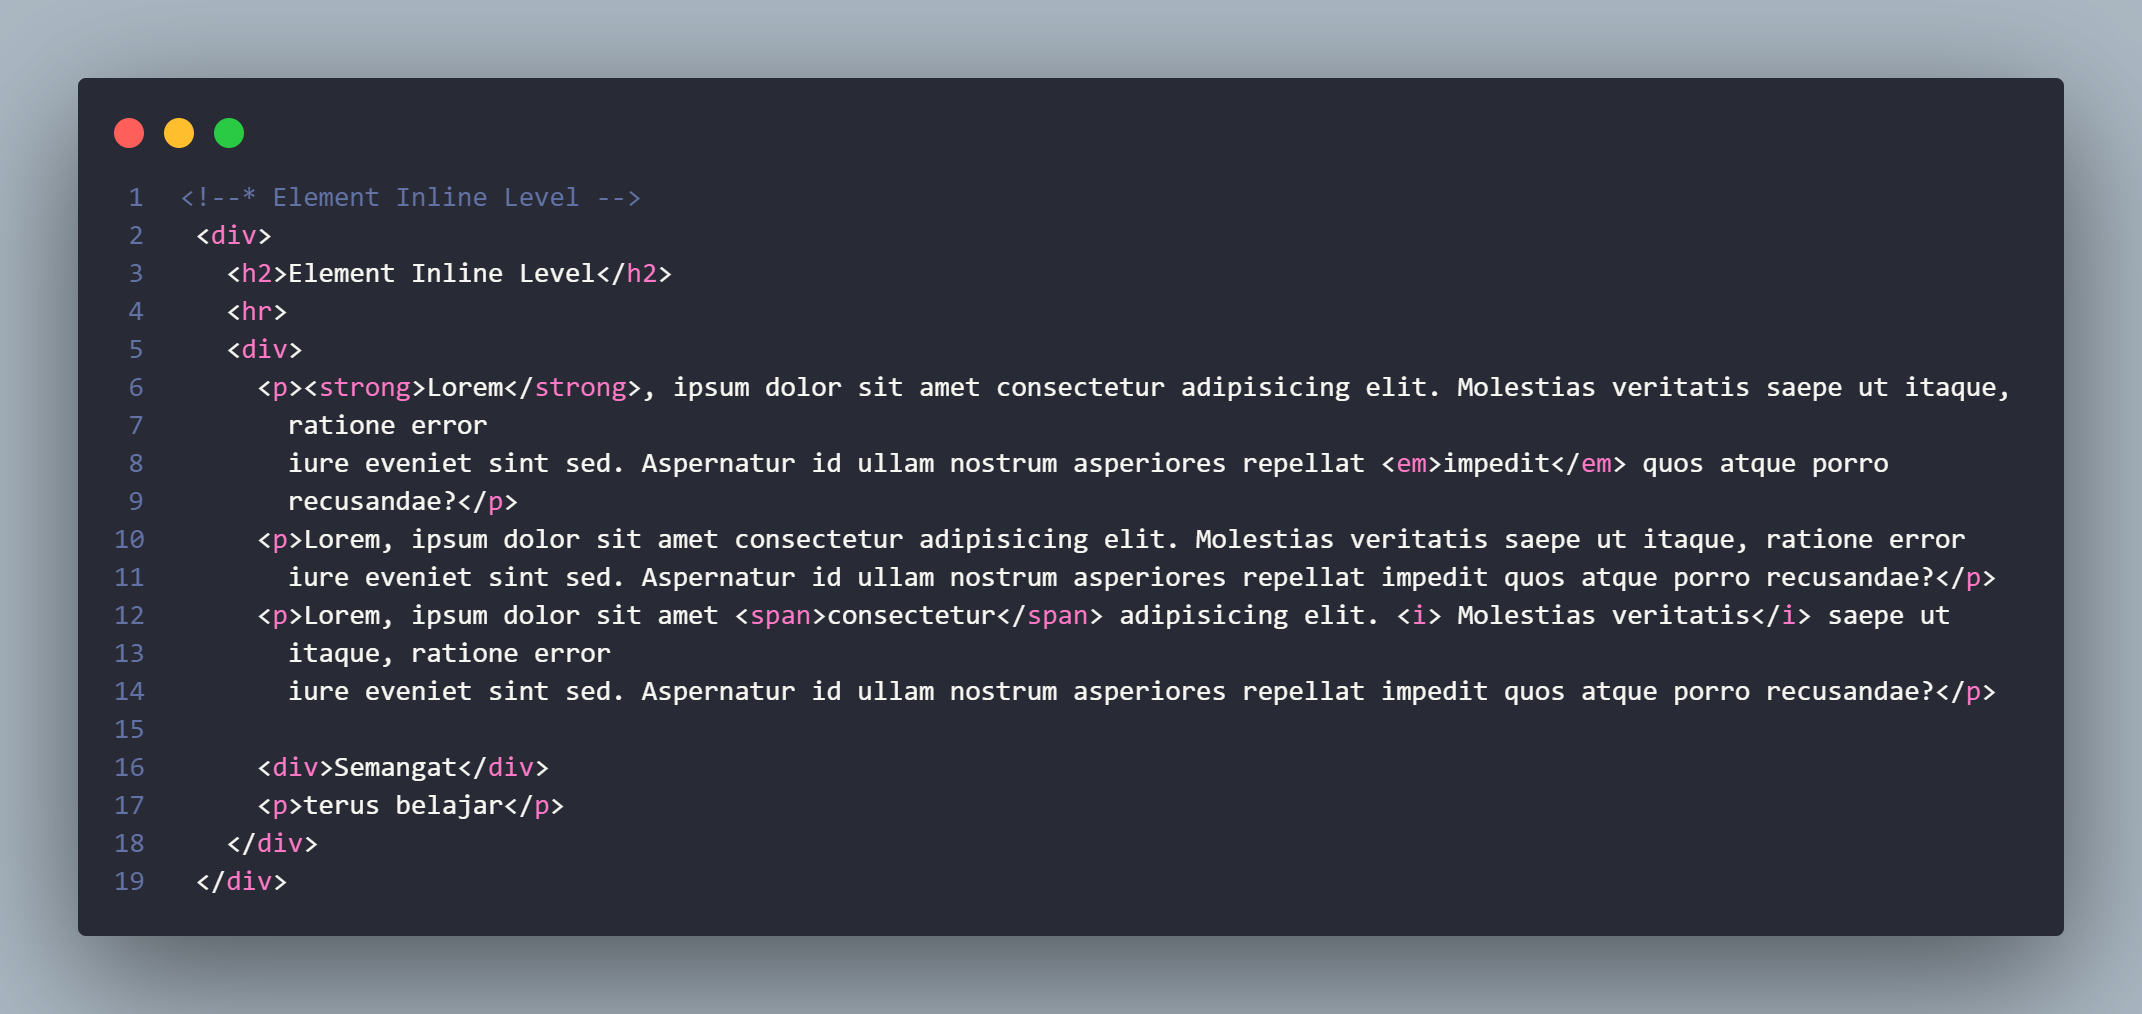 1 <!--* Element Inline Level -->
2 <div>
3 <h2>Element Inline Level</h2>
4 <hr>
5 <div>
6 <p><strong>Lorem</strong>, ipsum dolor sit amet consectetur adipisicing elit. Molestias veritatis saepe ut itaque,
7 ratione error
8 iure eveniet sint sed. Aspernatur id ullam nostrum asperiores repellat <em>impedit</em> quos atque porro
9 recusandae?</p>
10 <p>Lorem, ipsum dolor sit amet consectetur adipisicing elit. Molestias veritatis saepe ut itaque, ratione error
11 iure eveniet sint sed. Aspernatur id ullam nostrum asperiores repellat impedit quos atque porro recusandae?</p>
12 <p>Lorem, ipsum dolor sit amet <span>consectetur</span> adipisicing elit. <i> Molestias veritatis</i> saepe ut
13 itaque, ratione error
14 iure eveniet sint sed. Aspernatur id ullam nostrum asperiores repellat impedit quos atque porro recusandae?</p>
15
16 <div>Semangat</div>
17 <p>terus belajar</p>
18 </div>
19 </div>